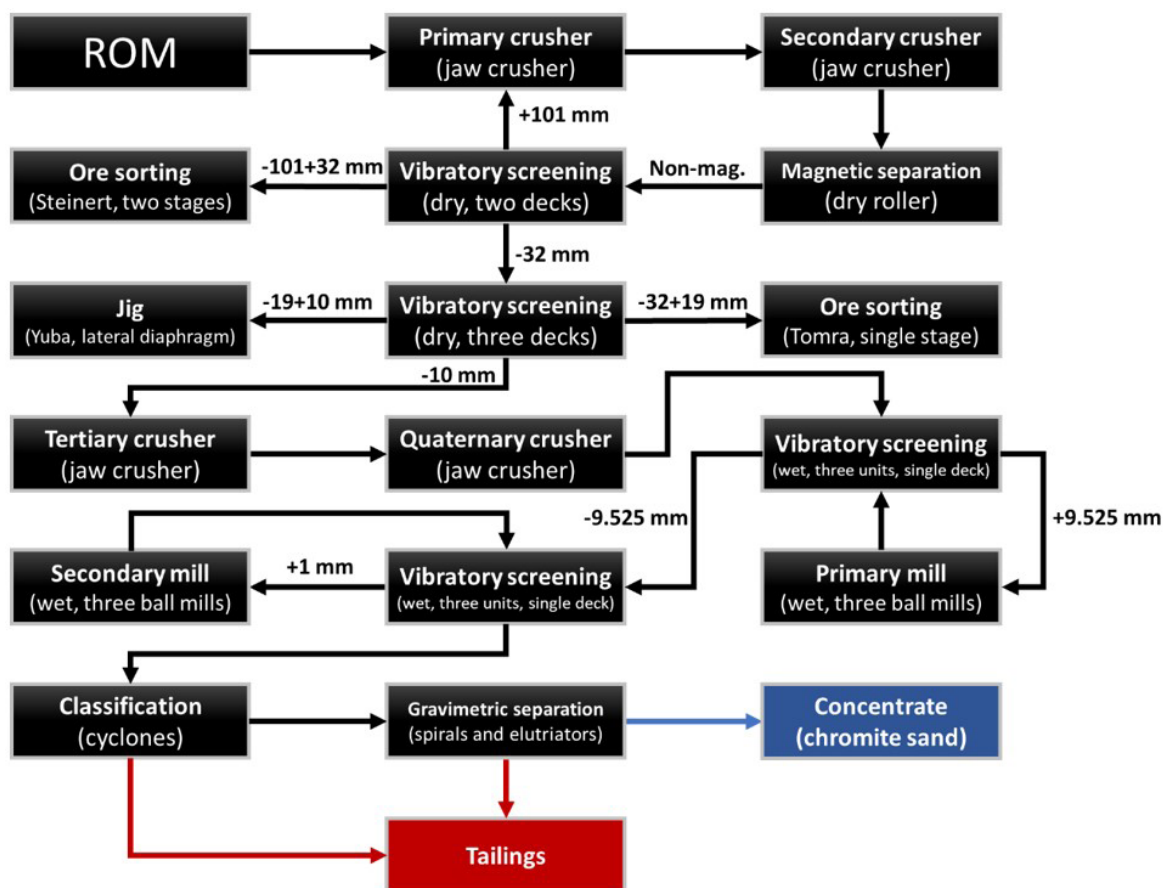 ROM
Primary crusher
(jaw crusher)
Secondary crusher
(jaw crusher)
+101 mm
Ore sorting
(Steinert, two stages)
-101+32 mm
Vibratory screening
(dry, two decks)
Non-mag.
Magnetic separation
(dry roller)
-32 mm
Jig
(Yuba, lateral diaphragm)
-19+10 mm
Vibratory screening
(dry, three decks)
-32+19 mm
Ore sorting
(Tomra, single stage)
-10 mm
Tertiary crusher
(jaw crusher)
Quaternary crusher
(jaw crusher)
Vibratory screening
(wet, three units, single deck)
-9.525 mm
+9.525 mm
Secondary mill
(wet, three ball mills)
+1 mm
Vibratory screening
(wet, three units, single deck)
Primary mill
(wet, three ball mills)
Classification
(cyclones)
Gravimetric separation
(spirals and elutriators)
Concentrate
(chromite sand)
Tailings